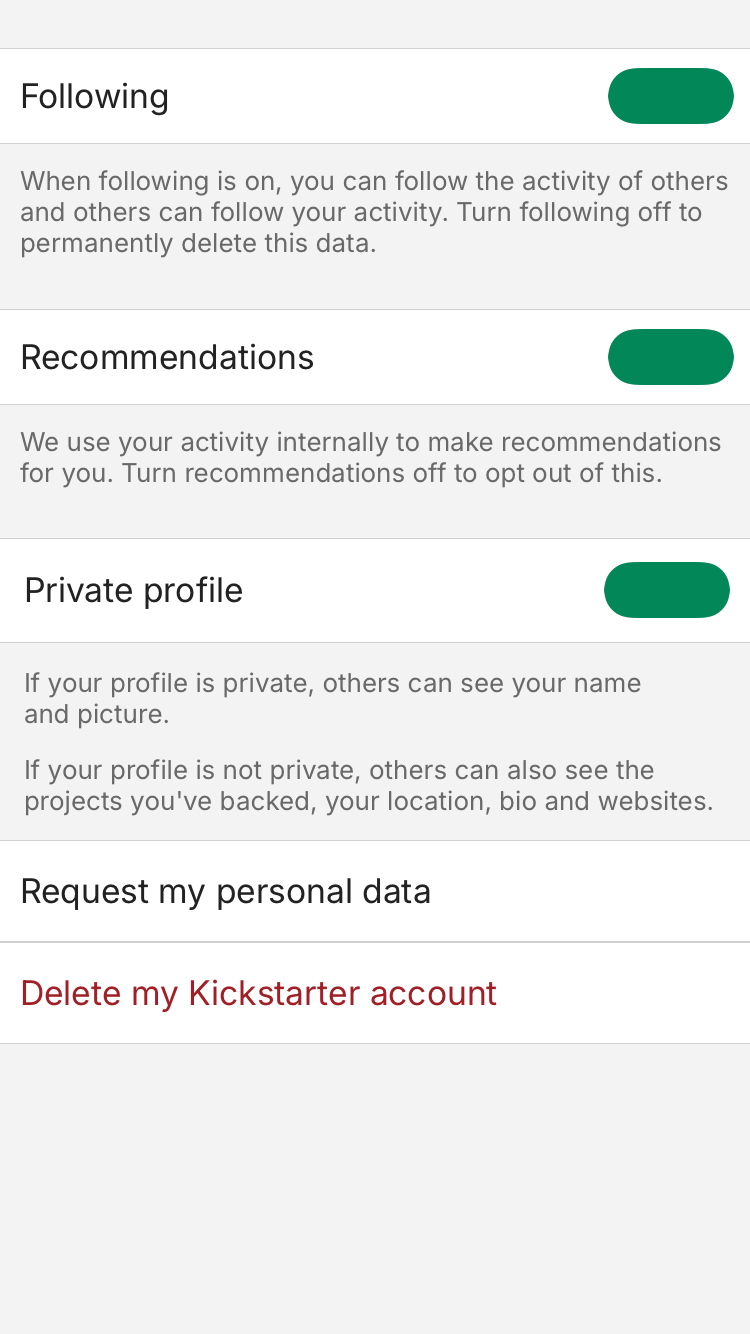 Following
When following is on, you can follow the activity of others
and others can follow your activity. Turn following off to
permanently delete this data.
Recommendations
We use your activity internally to make recommendations
for you. Turn recommendations off to opt out of this.
Private profile
If your profile is private, others can see your name
and picture.
If your profile is not private, others can also see the
projects you've backed, your location, bio and websites.
Request my personal data
Delete my Kickstarter account